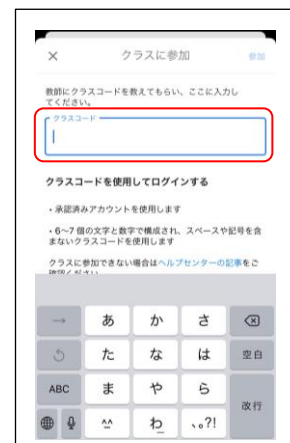 クラスに参加
参加
教師にクラスコードを教えてもらい、ここに入力し
てください。
クラスコード
クラスコードを使用してログインする
・承認済みアカウントを使用します
・6～7 個の文字と数字で構成され、スペースや記号を含
まないクラスコードを使用します
クラスに参加できない場合はヘルプセンターの記事をご
確認ください
→ あ か さ
た な は 空白
ABC ま や ら
改行
^^ わ 、。?!